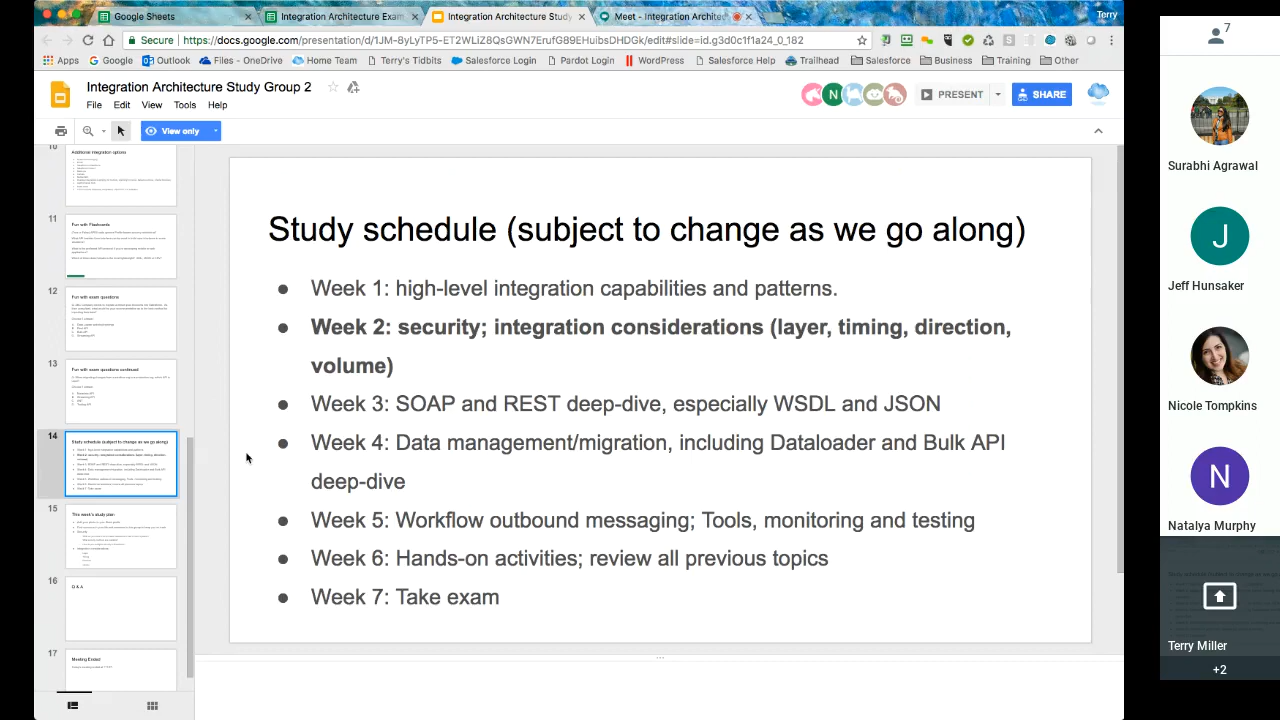 Google Sheets
Integration Architecture Exam
Integration Architecture Study
Meet - Integration Architec
Terry
Secure
https://docs.google.com/presentation/d/1JM-8yLyTP5-ET2WLiZ8QsGWx7ErufG89EHuibsDHDGk/edit#slide=id.g3d0c1f1a24_0_182
Apps
Google
Outlook
Files - OneDrive
Home Team
Terry's Tidbits
Salesforce Login
Pardot Login
WordPress
Salesforce Help
Trailhead
Salesforce
Business
Training
Other
Integration Architecture Study Group 2
File Edit View Tools Help
N
PRESENT
SHARE
View only
10
Additional integration options
11
Fun with Flashcards
12
Fun with exam questions
13
Fun with exam questions continued
14
Study schedule (subject to change as we go along)
15
This week's study plan
16
Q & A
17
Meeting Ended
Study schedule (subject to change as we go along)
● Week 1: high-level integration capabilities and patterns.
● Week 2: security; integration considerations (layer, timing, direction,
volume)
● Week 3: SOAP and REST deep-dive, especially WSDL and JSON
● Week 4: Data management/migration, including Dataloader and Bulk API
deep-dive
● Week 5: Workflow outbound messaging; Tools, monitoring and testing
● Week 6: Hands-on activities; review all previous topics
● Week 7: Take exam
7
Surabhi Agrawal
J
Jeff Hunsaker
Nicole Tompkins
N
Natalya Murphy
Terry Miller
+2